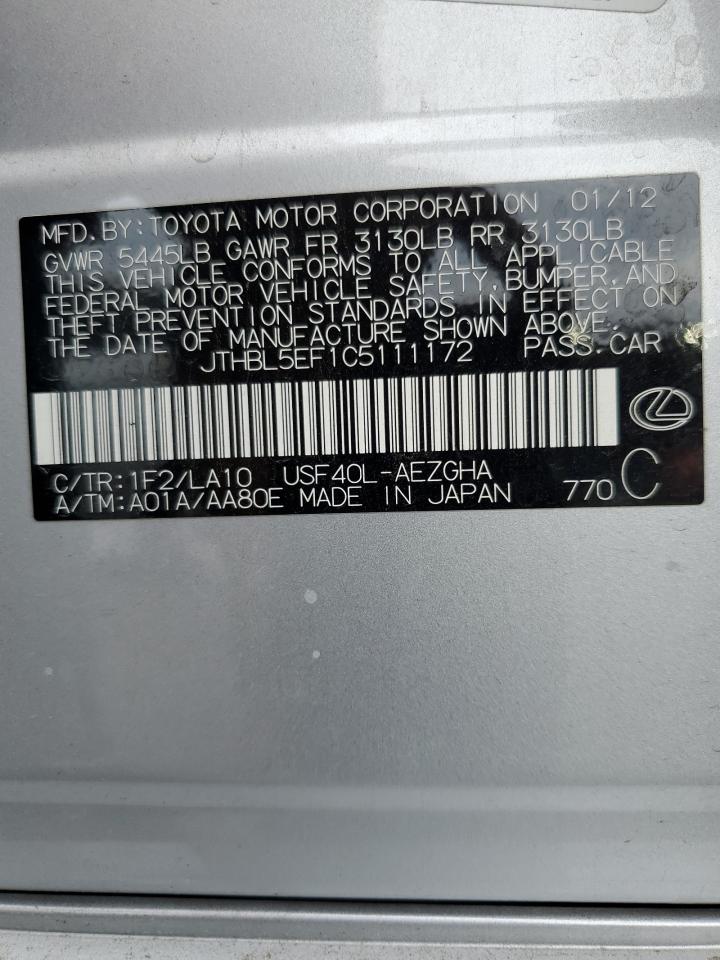 MFD.BY:TOYOTA MOTOR CORPORATION 01/12
GVWR 5445LB GAWR FR 3130LB RR 3130LB
THIS VEHICLE CONFORMS TO ALL APPLICABLE
FEDERAL MOTOR VEHICLE SAFETY,BUMPER,AND
THEFT PREVENTION STANDARDS IN EFFECT ON
THE DATE OF MANUFACTURE SHOWN ABOVE.
JTHBL5EF1C5111172 PASS.CAR
C/TR:1F2/LA10 USF40L-AEZGHA
A/TM:A01A/AA80E MADE IN JAPAN 770 C